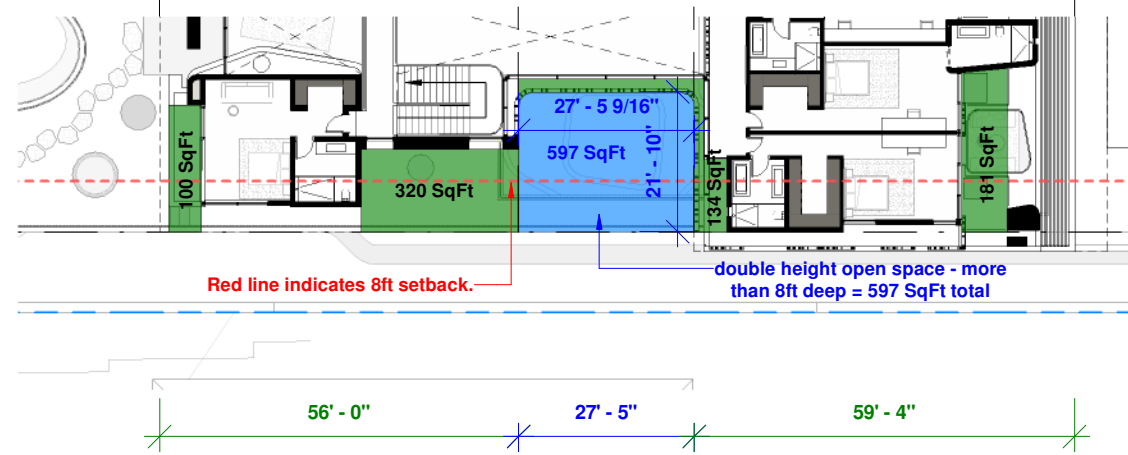 27' - 5 9/16"
597 SqFt
21' - 10"
100 SqFt
320 SqFt
134 SqFt
181 SqFt
Red line indicates 8ft setback.
double height open space - more
than 8ft deep = 597 SqFt total
56' - 0"
27' - 5"
59' - 4"